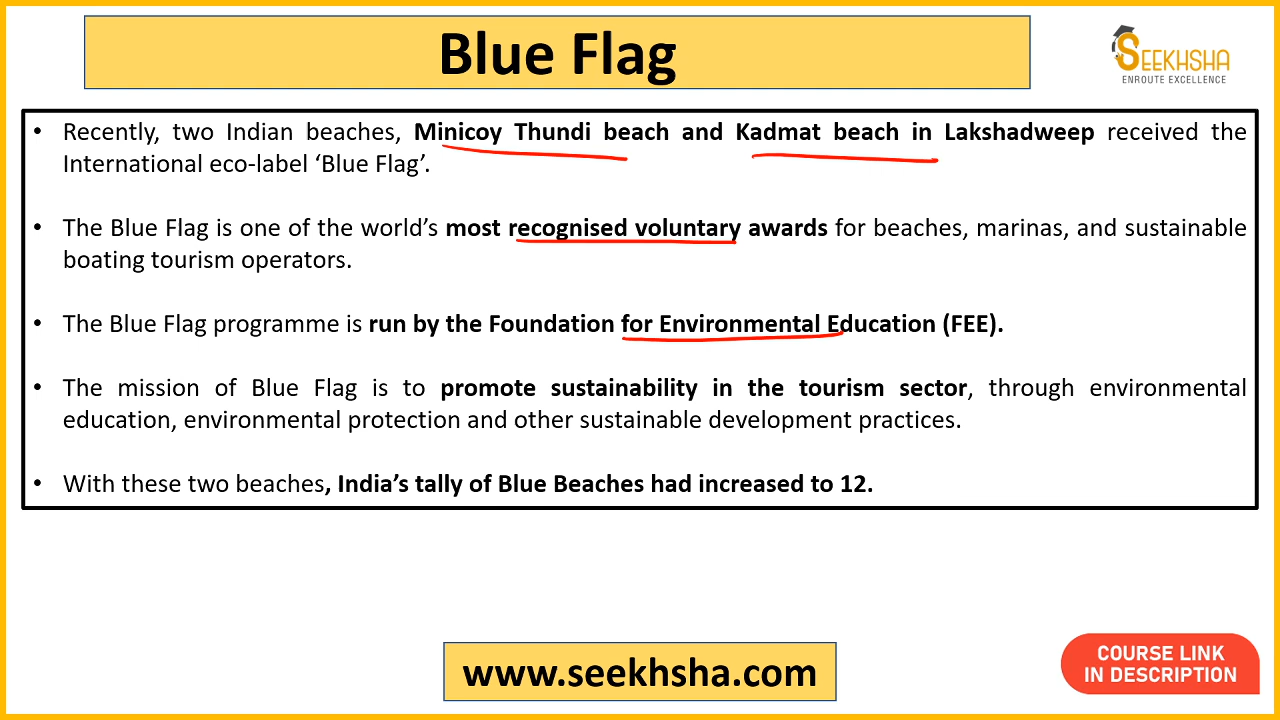 Blue Flag
SEEKHSHA
ENROUTE EXCELLENCE
• Recently, two Indian beaches, Minicoy Thundi beach and Kadmat beach in Lakshadweep received the
International eco-label ‘Blue Flag’.
• The Blue Flag is one of the world’s most recognised voluntary awards for beaches, marinas, and sustainable
boating tourism operators.
• The Blue Flag programme is run by the Foundation for Environmental Education (FEE).
• The mission of Blue Flag is to promote sustainability in the tourism sector, through environmental
education, environmental protection and other sustainable development practices.
• With these two beaches, India’s tally of Blue Beaches had increased to 12.
www.seekhsha.com
COURSE LINK
IN DESCRIPTION